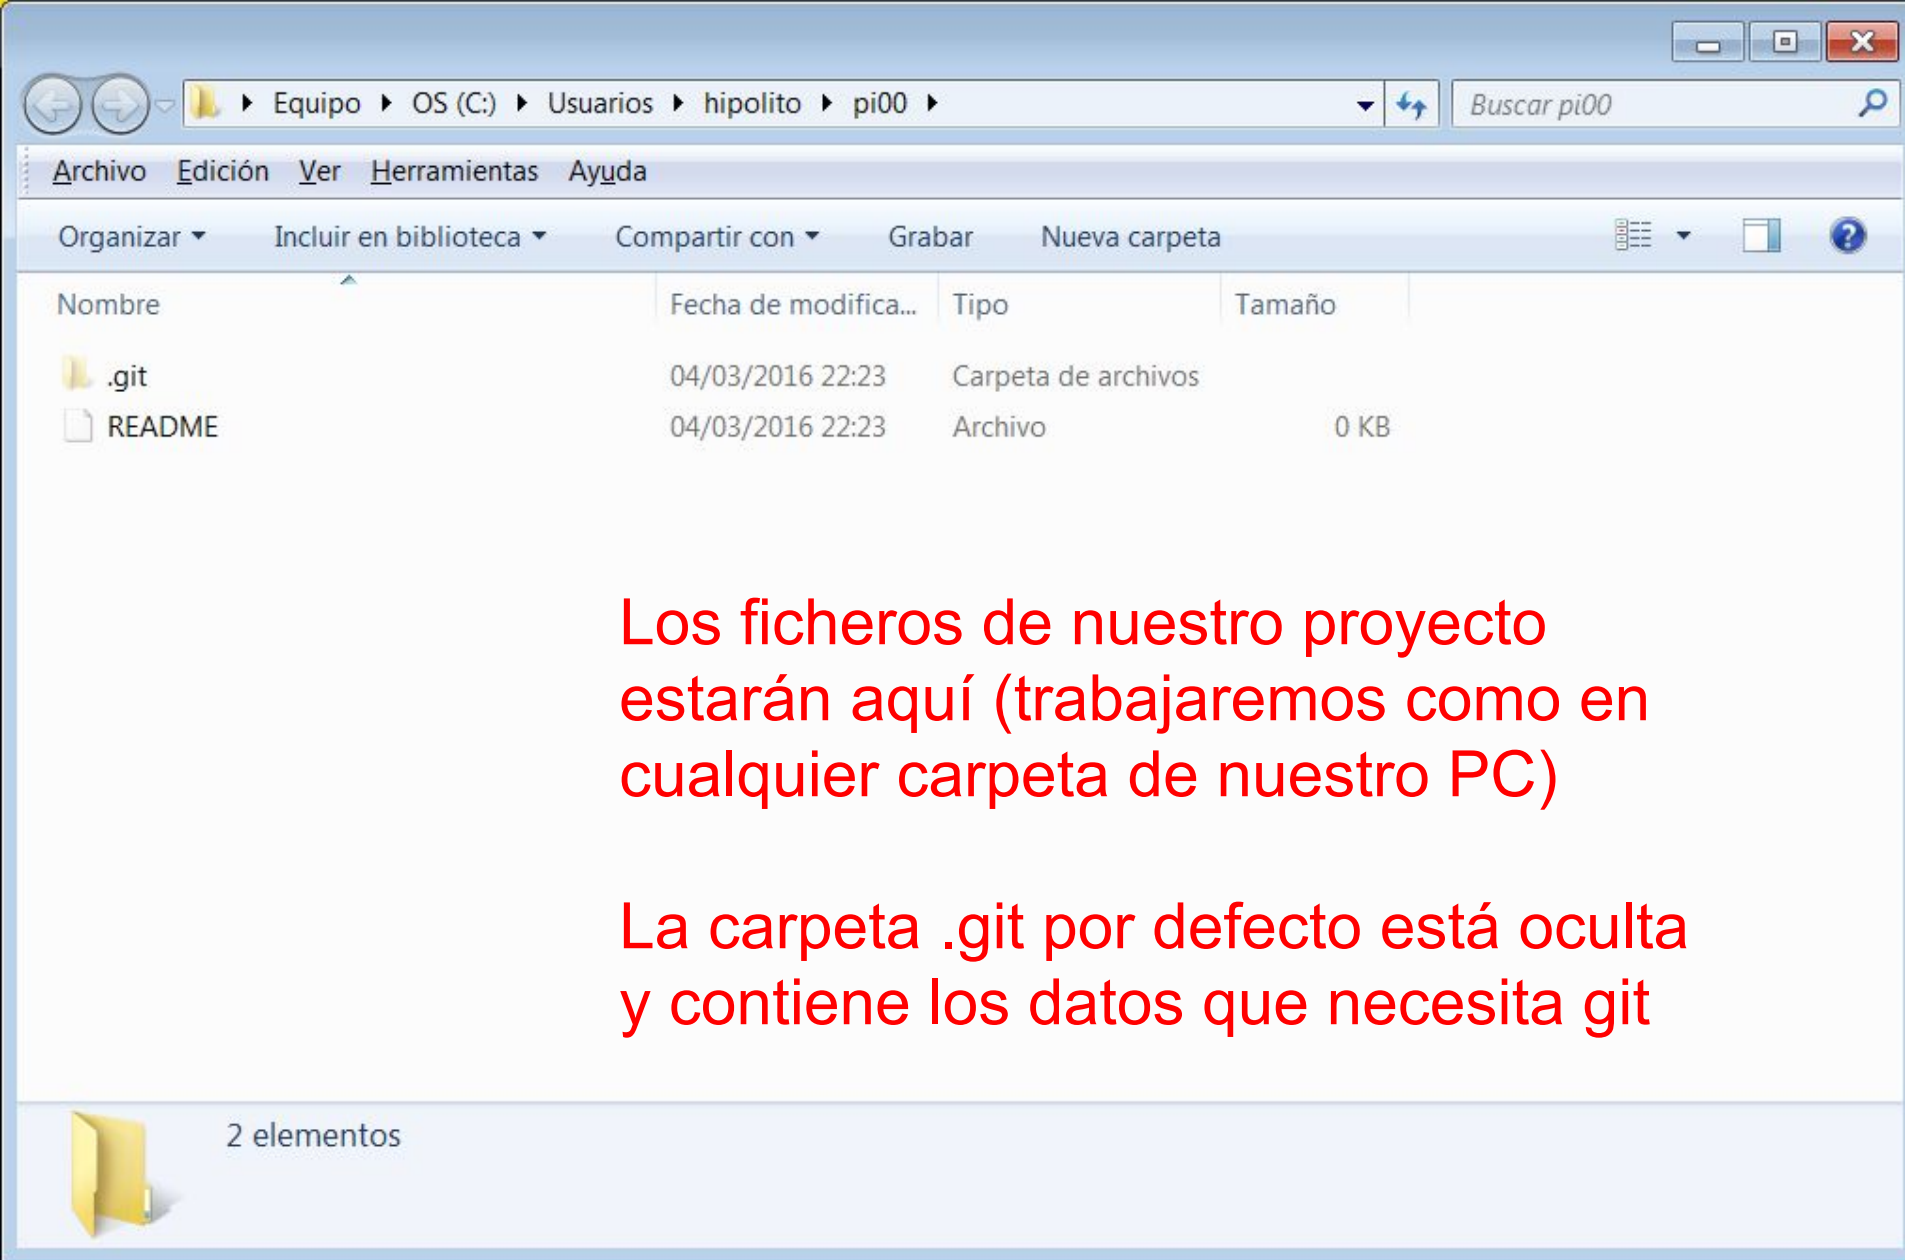 Equipo OS (C:) Usuarios hipolito pi00 Buscar pi00
Archivo Edición Ver Herramientas Ayuda
Organizar Incluir en biblioteca Compartir con Grabar Nueva carpeta ?
Nombre Fecha de modifica... Tipo Tamaño
.git 04/03/2016 22:23 Carpeta de archivos
README 04/03/2016 22:23 Archivo 0 KB
Los ficheros de nuestro proyecto
estarán aquí (trabajaremos como en
cualquier carpeta de nuestro PC)
La carpeta .git por defecto está oculta
y contiene los datos que necesita git
2 elementos